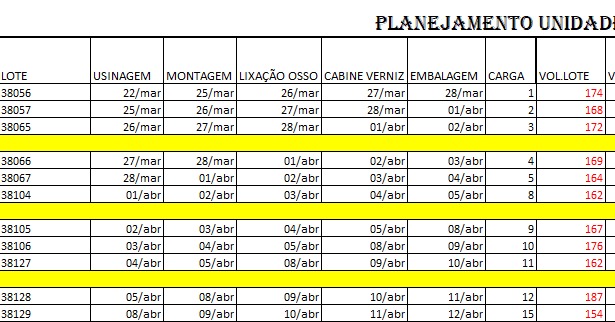 PLANEJAMENTO UNIDAD
LOTE USINAGEM MONTAGEM LIXAÇÃO OSSO CABINE VERNIZ EMBALAGEM CARGA VOL.LOTE V
38056 22/mar 25/mar 26/mar 27/mar 28/mar 1 174
38057 25/mar 26/mar 27/mar 28/mar 01/abr 2 168
38065 26/mar 27/mar 28/mar 01/abr 02/abr 3 172
38066 27/mar 28/mar 01/abr 02/abr 03/abr 4 169
38067 28/mar 01/abr 02/abr 03/abr 04/abr 5 164
38104 01/abr 02/abr 03/abr 04/abr 05/abr 8 162
38105 02/abr 03/abr 04/abr 05/abr 08/abr 9 167
38106 03/abr 04/abr 05/abr 08/abr 09/abr 10 176
38127 04/abr 05/abr 08/abr 09/abr 10/abr 11 162
38128 05/abr 08/abr 09/abr 10/abr 11/abr 12 187
38129 08/abr 09/abr 10/abr 11/abr 12/abr 15 154